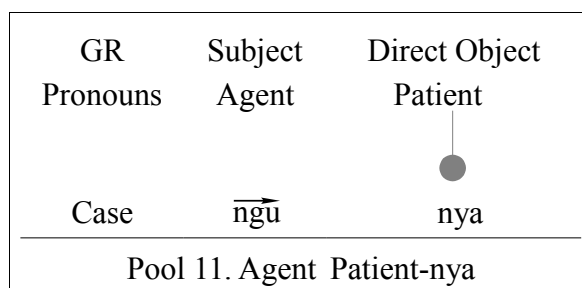 GR Subject Direct Object
Pronouns Agent Patient
Case ngu nya
Pool 11. Agent Patient-nya